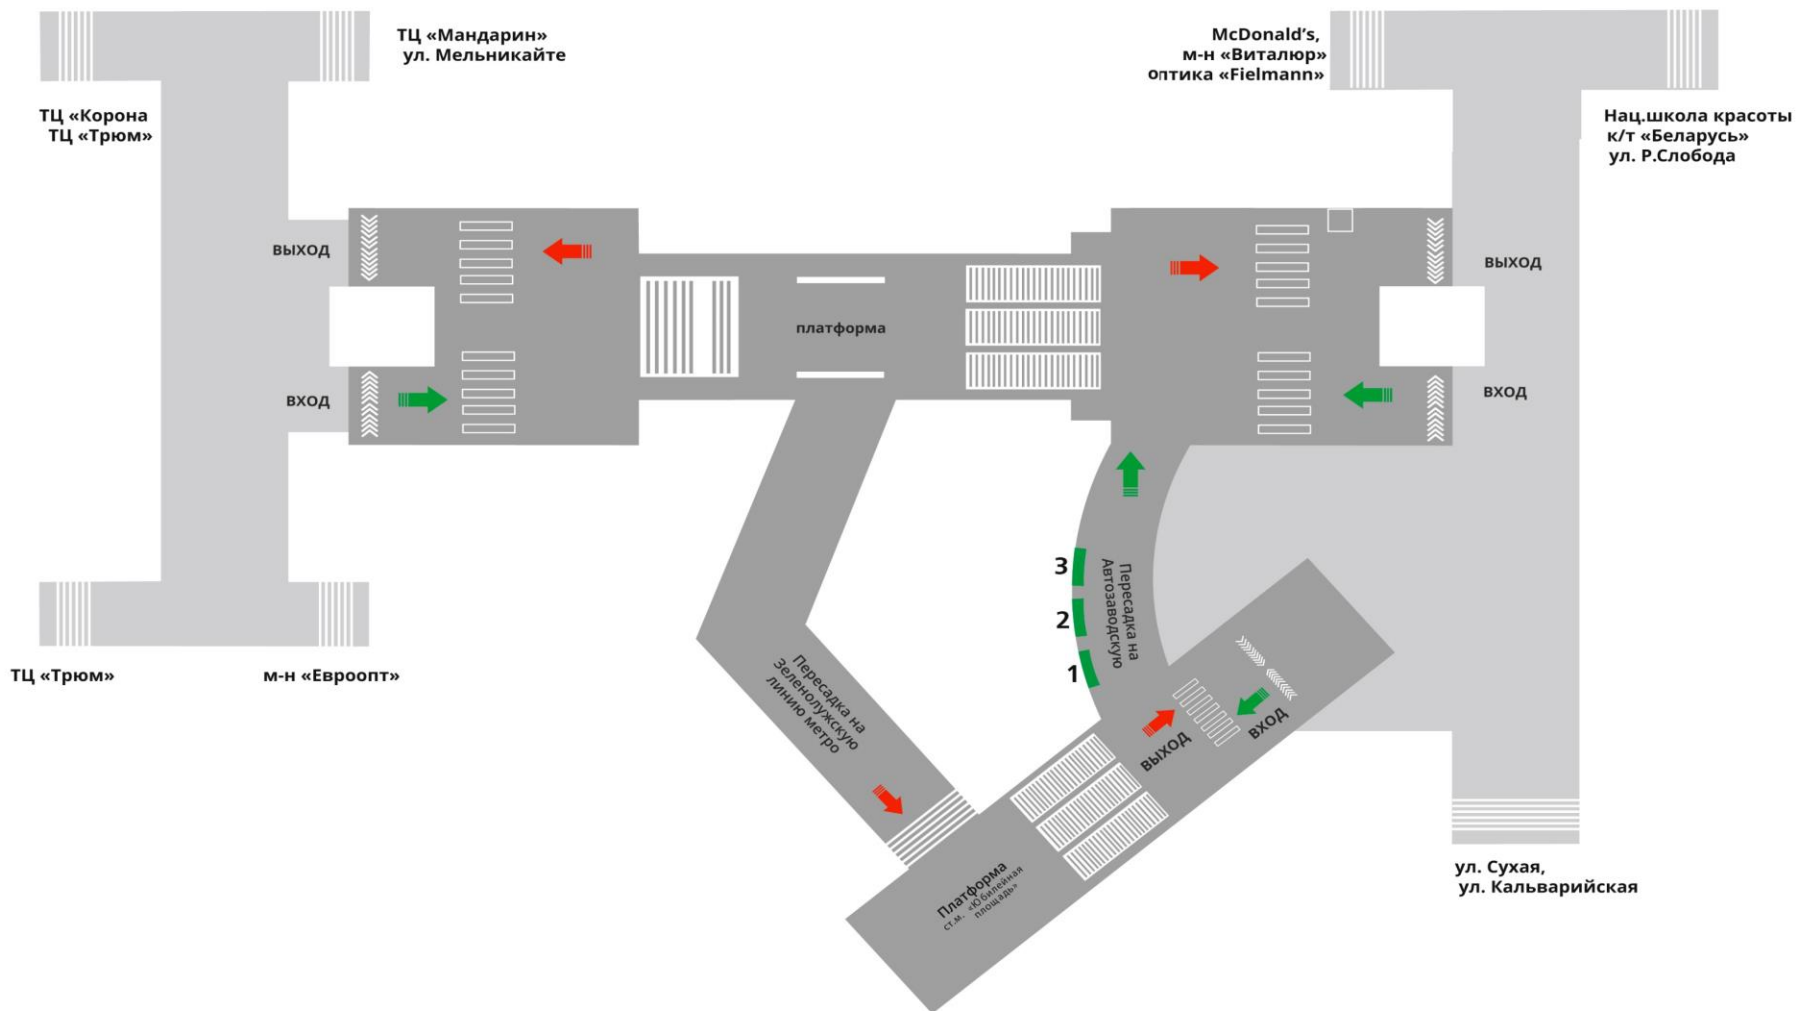 ТЦ «Мандарин»
ул. Мельникайте
McDonald’s,
м-н «Виталюр»
оптика «Fielmann»
ТЦ «Корона
ТЦ «Трюм»
Нац.школа красоты
к/т «Беларусь»
ул. Р.Слобода
ВЫХОД
ВЫХОД
платформа
ВХОД
ВХОД
3
2
1
Пересадка на
Автозаводскую
ТЦ «Трюм»
м-н «Евроопт»
Пересадка на
Зеленолужскую
линию метро
ВЫХОД
ВХОД
Платформа
ст.м. «Юбилейная
площадь»
ул. Сухая,
ул. Кальварийская